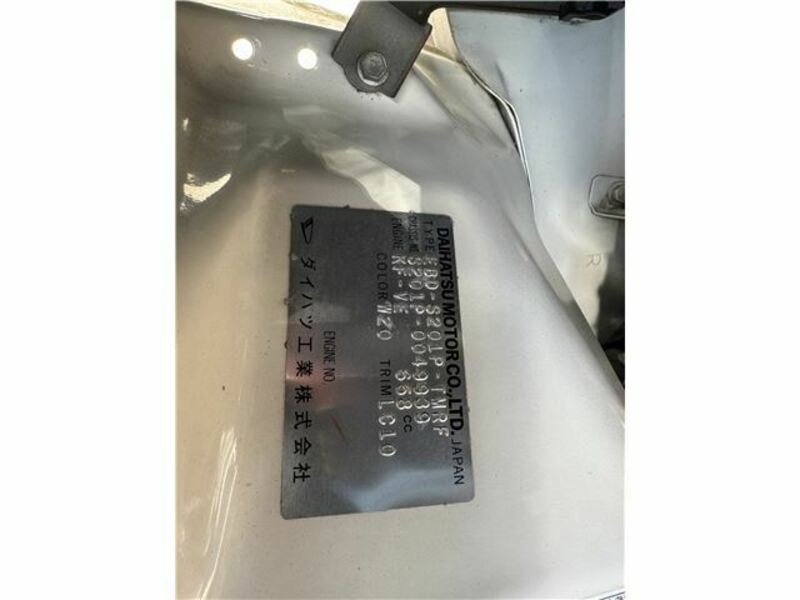 DAIHATSU MOTOR CO., LTD. JAPAN
TYPE EBD-S201P-TMRF
CHASSIS NO. S201P-0049939
ENGINE KF-VE 658 CC
COLOR W20 TRIM LC10
ENGINE NO.
ダイハツ工業株式会社
R